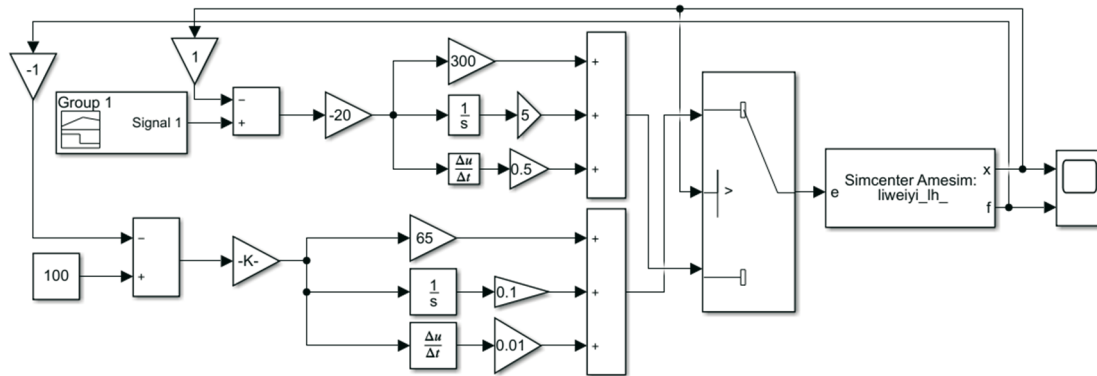 -1
1
Group 1
Signal 1
−
+
-20
300
1
s
5
Δu
Δt
0.5
+
+
+
>
e
Simcenter Amesim:
liweiyi_lh_
x
f
100
−
+
-K-
65
1
s
0.1
Δu
Δt
0.01
+
+
+